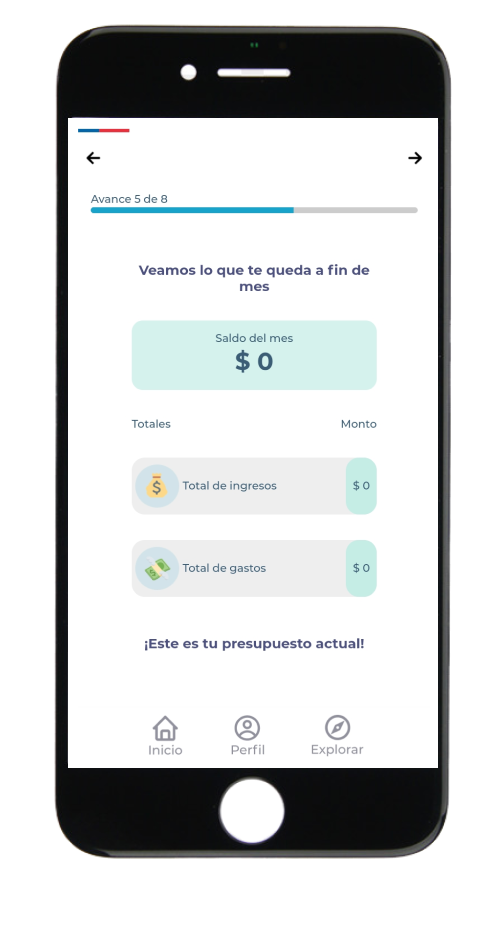 Avance 5 de 8
Veamos lo que te queda a fin de
mes
Saldo del mes
$ 0
Totales Monto
Total de ingresos $ 0
Total de gastos $ 0
¡Este es tu presupuesto actual!
Inicio Perfil Explorar